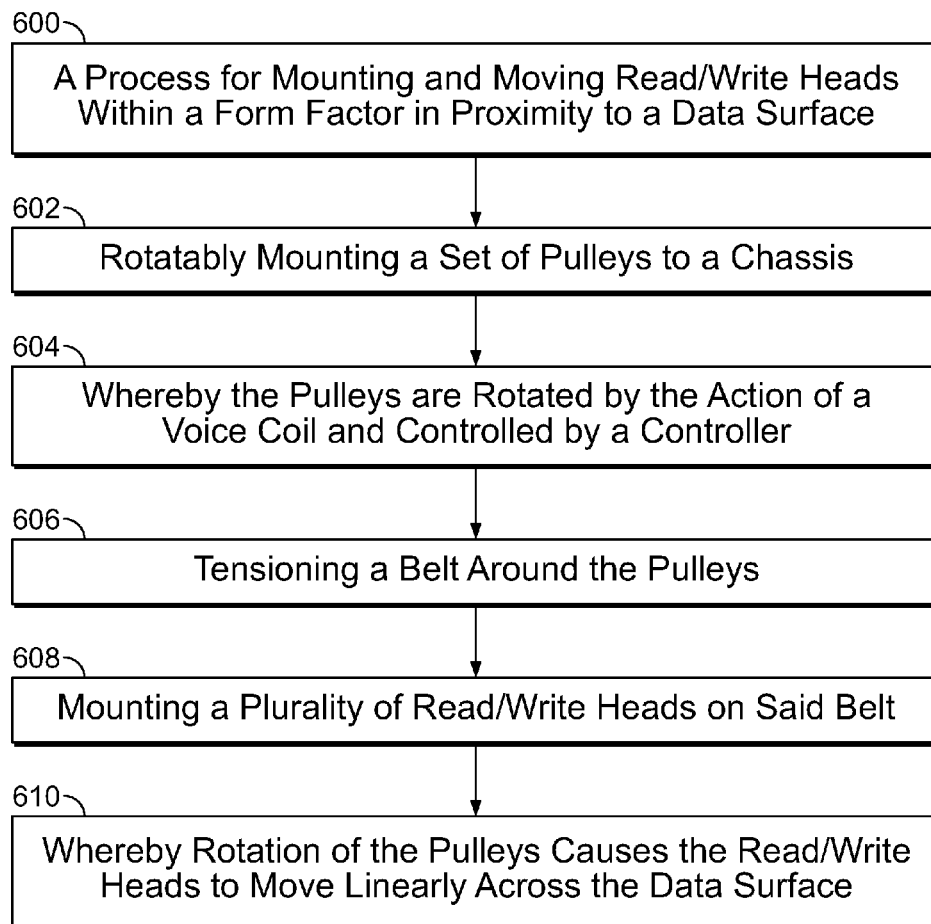 600
A Process for Mounting and Moving Read/Write Heads
Within a Form Factor in Proximity to a Data Surface
602
Rotatably Mounting a Set of Pulleys to a Chassis
604
Whereby the Pulleys are Rotated by the Action of a
Voice Coil and Controlled by a Controller
606
Tensioning a Belt Around the Pulleys
608
Mounting a Plurality of Read/Write Heads on Said Belt
610
Whereby Rotation of the Pulleys Causes the Read/Write
Heads to Move Linearly Across the Data Surface